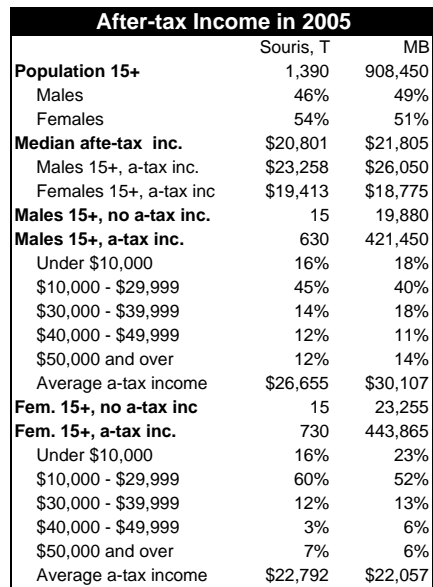 After-tax Income in 2005
Souris, T MB
Population 15+ 1,390 908,450
Males 46% 49%
Females 54% 51%
Median afte-tax inc. $20,801 $21,805
Males 15+, a-tax inc. $23,258 $26,050
Females 15+, a-tax inc $19,413 $18,775
Males 15+, no a-tax inc. 15 19,880
Males 15+, a-tax inc. 630 421,450
Under $10,000 16% 18%
$10,000 - $29,999 45% 40%
$30,000 - $39,999 14% 18%
$40,000 - $49,999 12% 11%
$50,000 and over 12% 14%
Average a-tax income $26,655 $30,107
Fem. 15+, no a-tax inc 15 23,255
Fem. 15+, a-tax inc. 730 443,865
Under $10,000 16% 23%
$10,000 - $29,999 60% 52%
$30,000 - $39,999 12% 13%
$40,000 - $49,999 3% 6%
$50,000 and over 7% 6%
Average a-tax income $22,792 $22,057